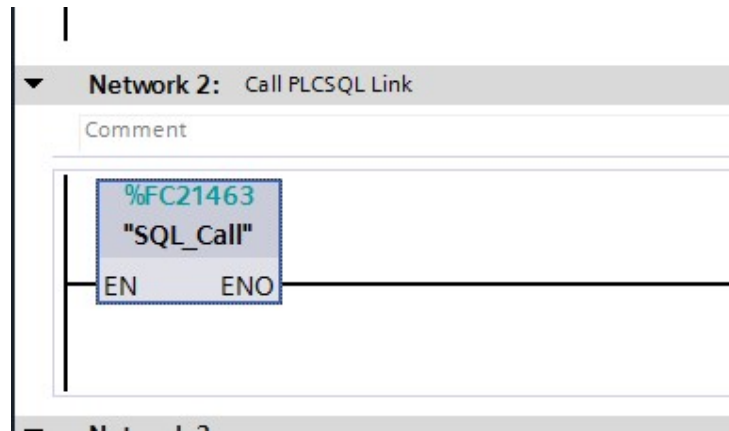 Network 2: Call PLCSQL Link
Comment
%FC21463
"SQL_Call"
EN ENO